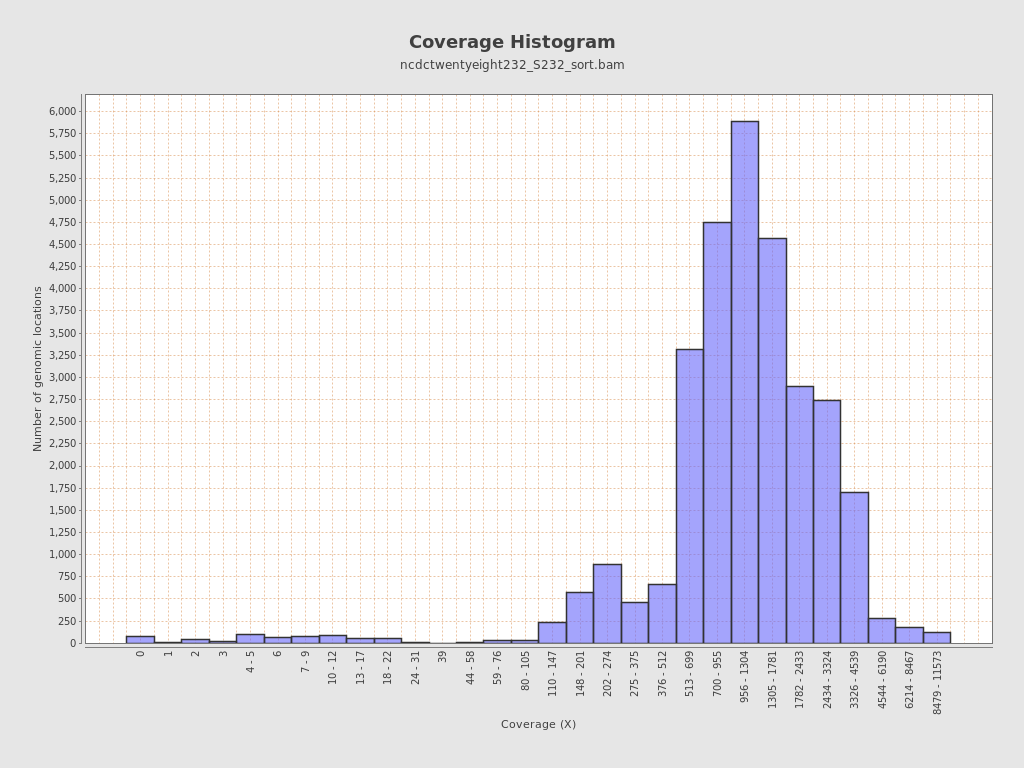 Coverage Histogram
ncdctwentyeight232_S232_sort.bam
Number of genomic locations
6,000
5,750
5,500
5,250
5,000
4,750
4,500
4,250
4,000
3,750
3,500
3,250
3,000
2,750
2,500
2,250
2,000
1,750
1,500
1,250
1,000
750
500
250
0
0
1
2
3
4 - 5
6
7 - 9
10 - 12
13 - 17
18 - 22
24 - 31
39
44 - 58
59 - 76
80 - 105
110 - 147
148 - 201
202 - 274
275 - 375
376 - 512
513 - 699
700 - 955
956 - 1304
1305 - 1781
1782 - 2433
2434 - 3324
3326 - 4539
4544 - 6190
6214 - 8467
8479 - 11573
Coverage (X)